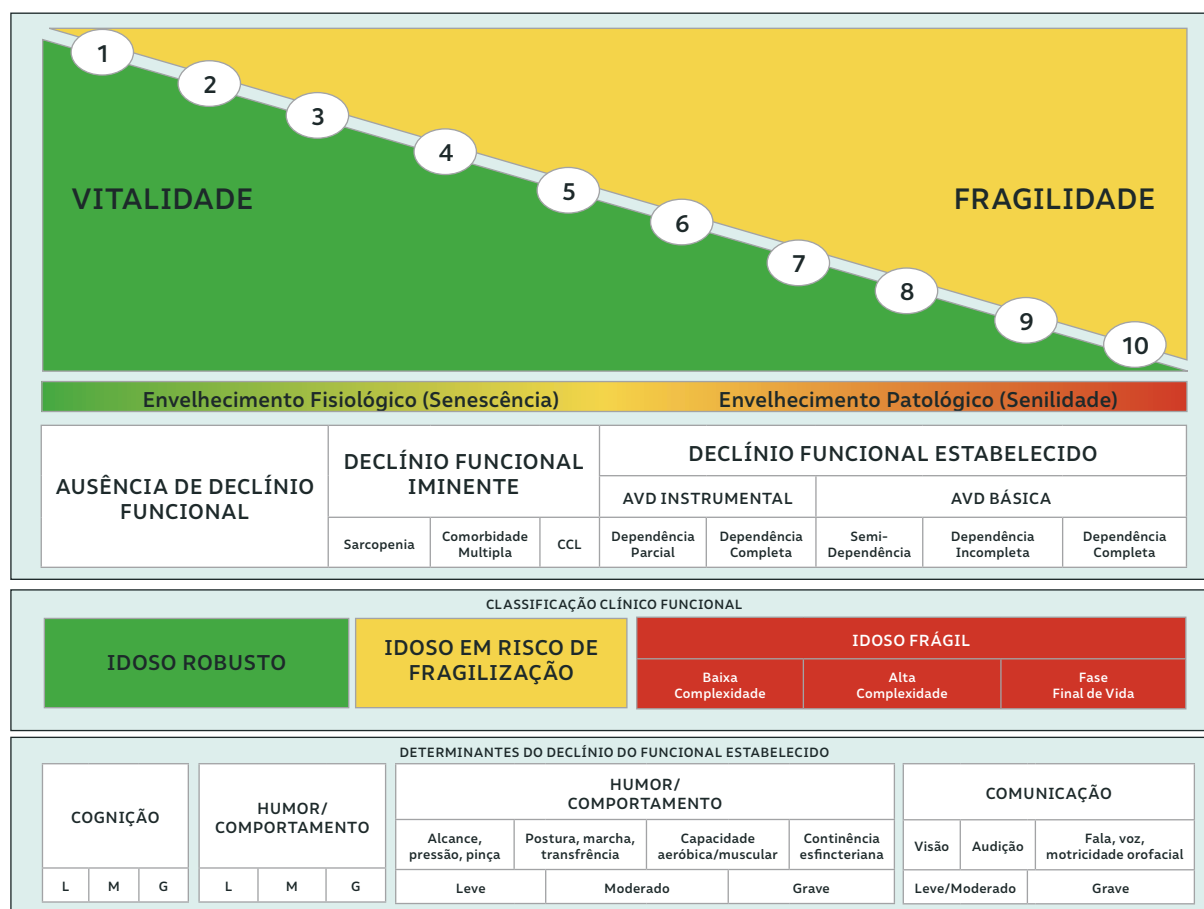 1
2
3
4
5
6
7
8
9
10
VITALIDADE
FRAGILIDADE
Envelhecimento Fisiológico (Senescência)
Envelhecimento Patológico (Senilidade)
AUSÊNCIA DE DECLÍNIO
FUNCIONAL
DECLÍNIO FUNCIONAL
IMINENTE
Sarcopenia
Comorbidade
Multipla
CCL
DECLÍNIO FUNCIONAL ESTABELECIDO
AVD INSTRUMENTAL
AVD BÁSICA
Dependência
Parcial
Dependência
Completa
Semi-
Dependência
Dependência
Incompleta
Dependência
Completa
CLASSIFICAÇÃO CLÍNICO FUNCIONAL
IDOSO ROBUSTO
IDOSO EM RISCO DE
FRAGILIZAÇÃO
IDOSO FRÁGIL
Baixa
Complexidade
Alta
Complexidade
Fase
Final de Vida
DETERMINANTES DO DECLÍNIO DO FUNCIONAL ESTABELECIDO
COGNIÇÃO
L
M
G
HUMOR/
COMPORTAMENTO
L
M
G
HUMOR/
COMPORTAMENTO
Alcance,
pressão, pinça
Postura, marcha,
transfrência
Capacidade
aeróbica/muscular
Continência
esfincteriana
Leve
Moderado
Grave
COMUNICAÇÃO
Visão
Audição
Fala, voz,
motricidade orofacial
Leve/Moderado
Grave